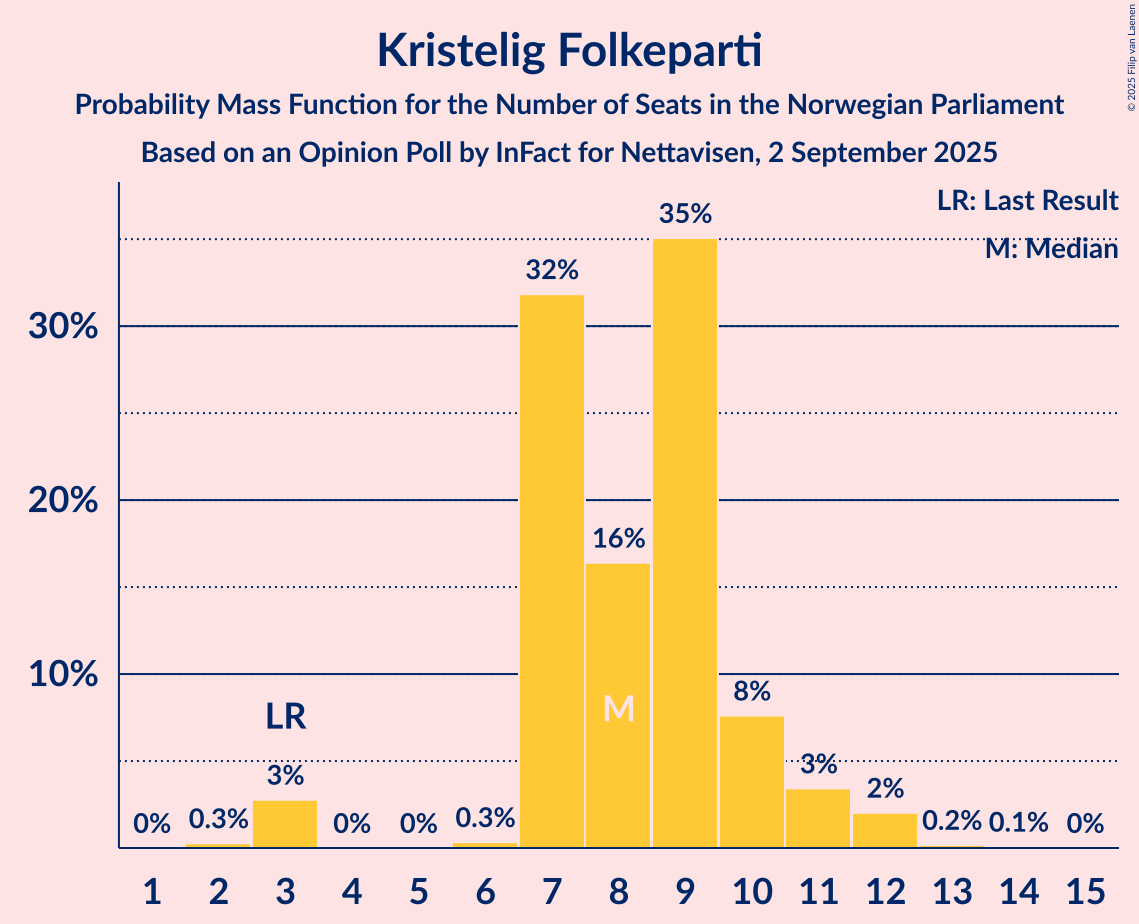 Kristelig Folkeparti
Probability Mass Function for the Number of Seats in the Norwegian Parliament
Based on an Opinion Poll by InFact for Nettavisen, 2 September 2025
© 2025 Filip van Laenen
LR: Last Result
M: Median
35%
32%
30%
20%
16%
10%
8%
M
LR
3%
3%
2%
0%
0.3%
0%
0%
0.3%
0.2%
0.1%
0%
1 2 3 4 5 6 7 8 9 10 11 12 13 14 15